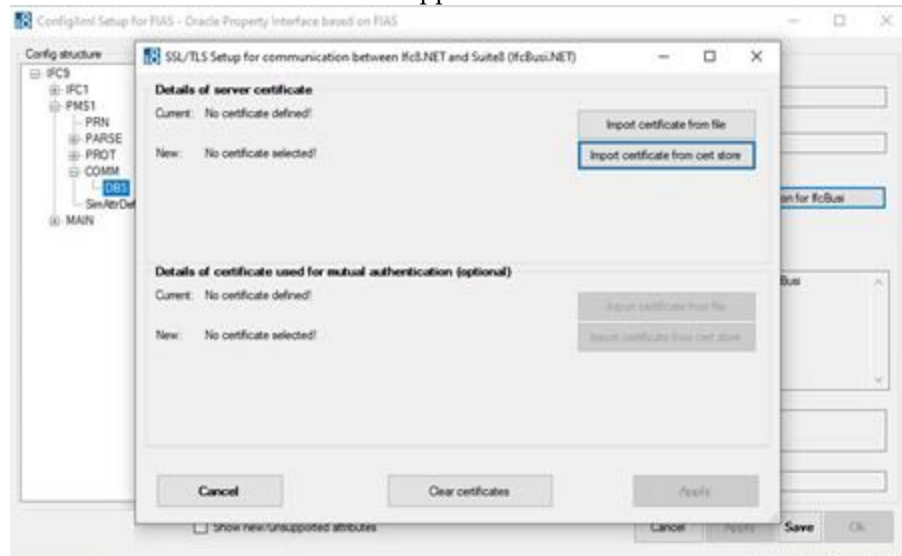 ConfigXml Setup for FIAS - Oracle Property Interface based on FIAS
Config structure
IFC9
IFC1
PMS1
PRN
PARSE
PROT
COMM
DBS
SimAttrDef
MAIN
SSL/TLS Setup for communication between Ifc8.NET and Suite8 (IfcBusi.NET)
Details of server certificate
Current: No certificate defined!
Import certificate from file
New: No certificate selected!
Import certificate from cert store
on for IfcBusi
Details of certificate used for mutual authentication (optional)
Busi
Current: No certificate defined!
Import certificate from file
New: No certificate selected!
Import certificate from cert store
Cancel
Clear certificates
Apply
Show new/unsupported attributes
Cancel
Apply
Save
Ok